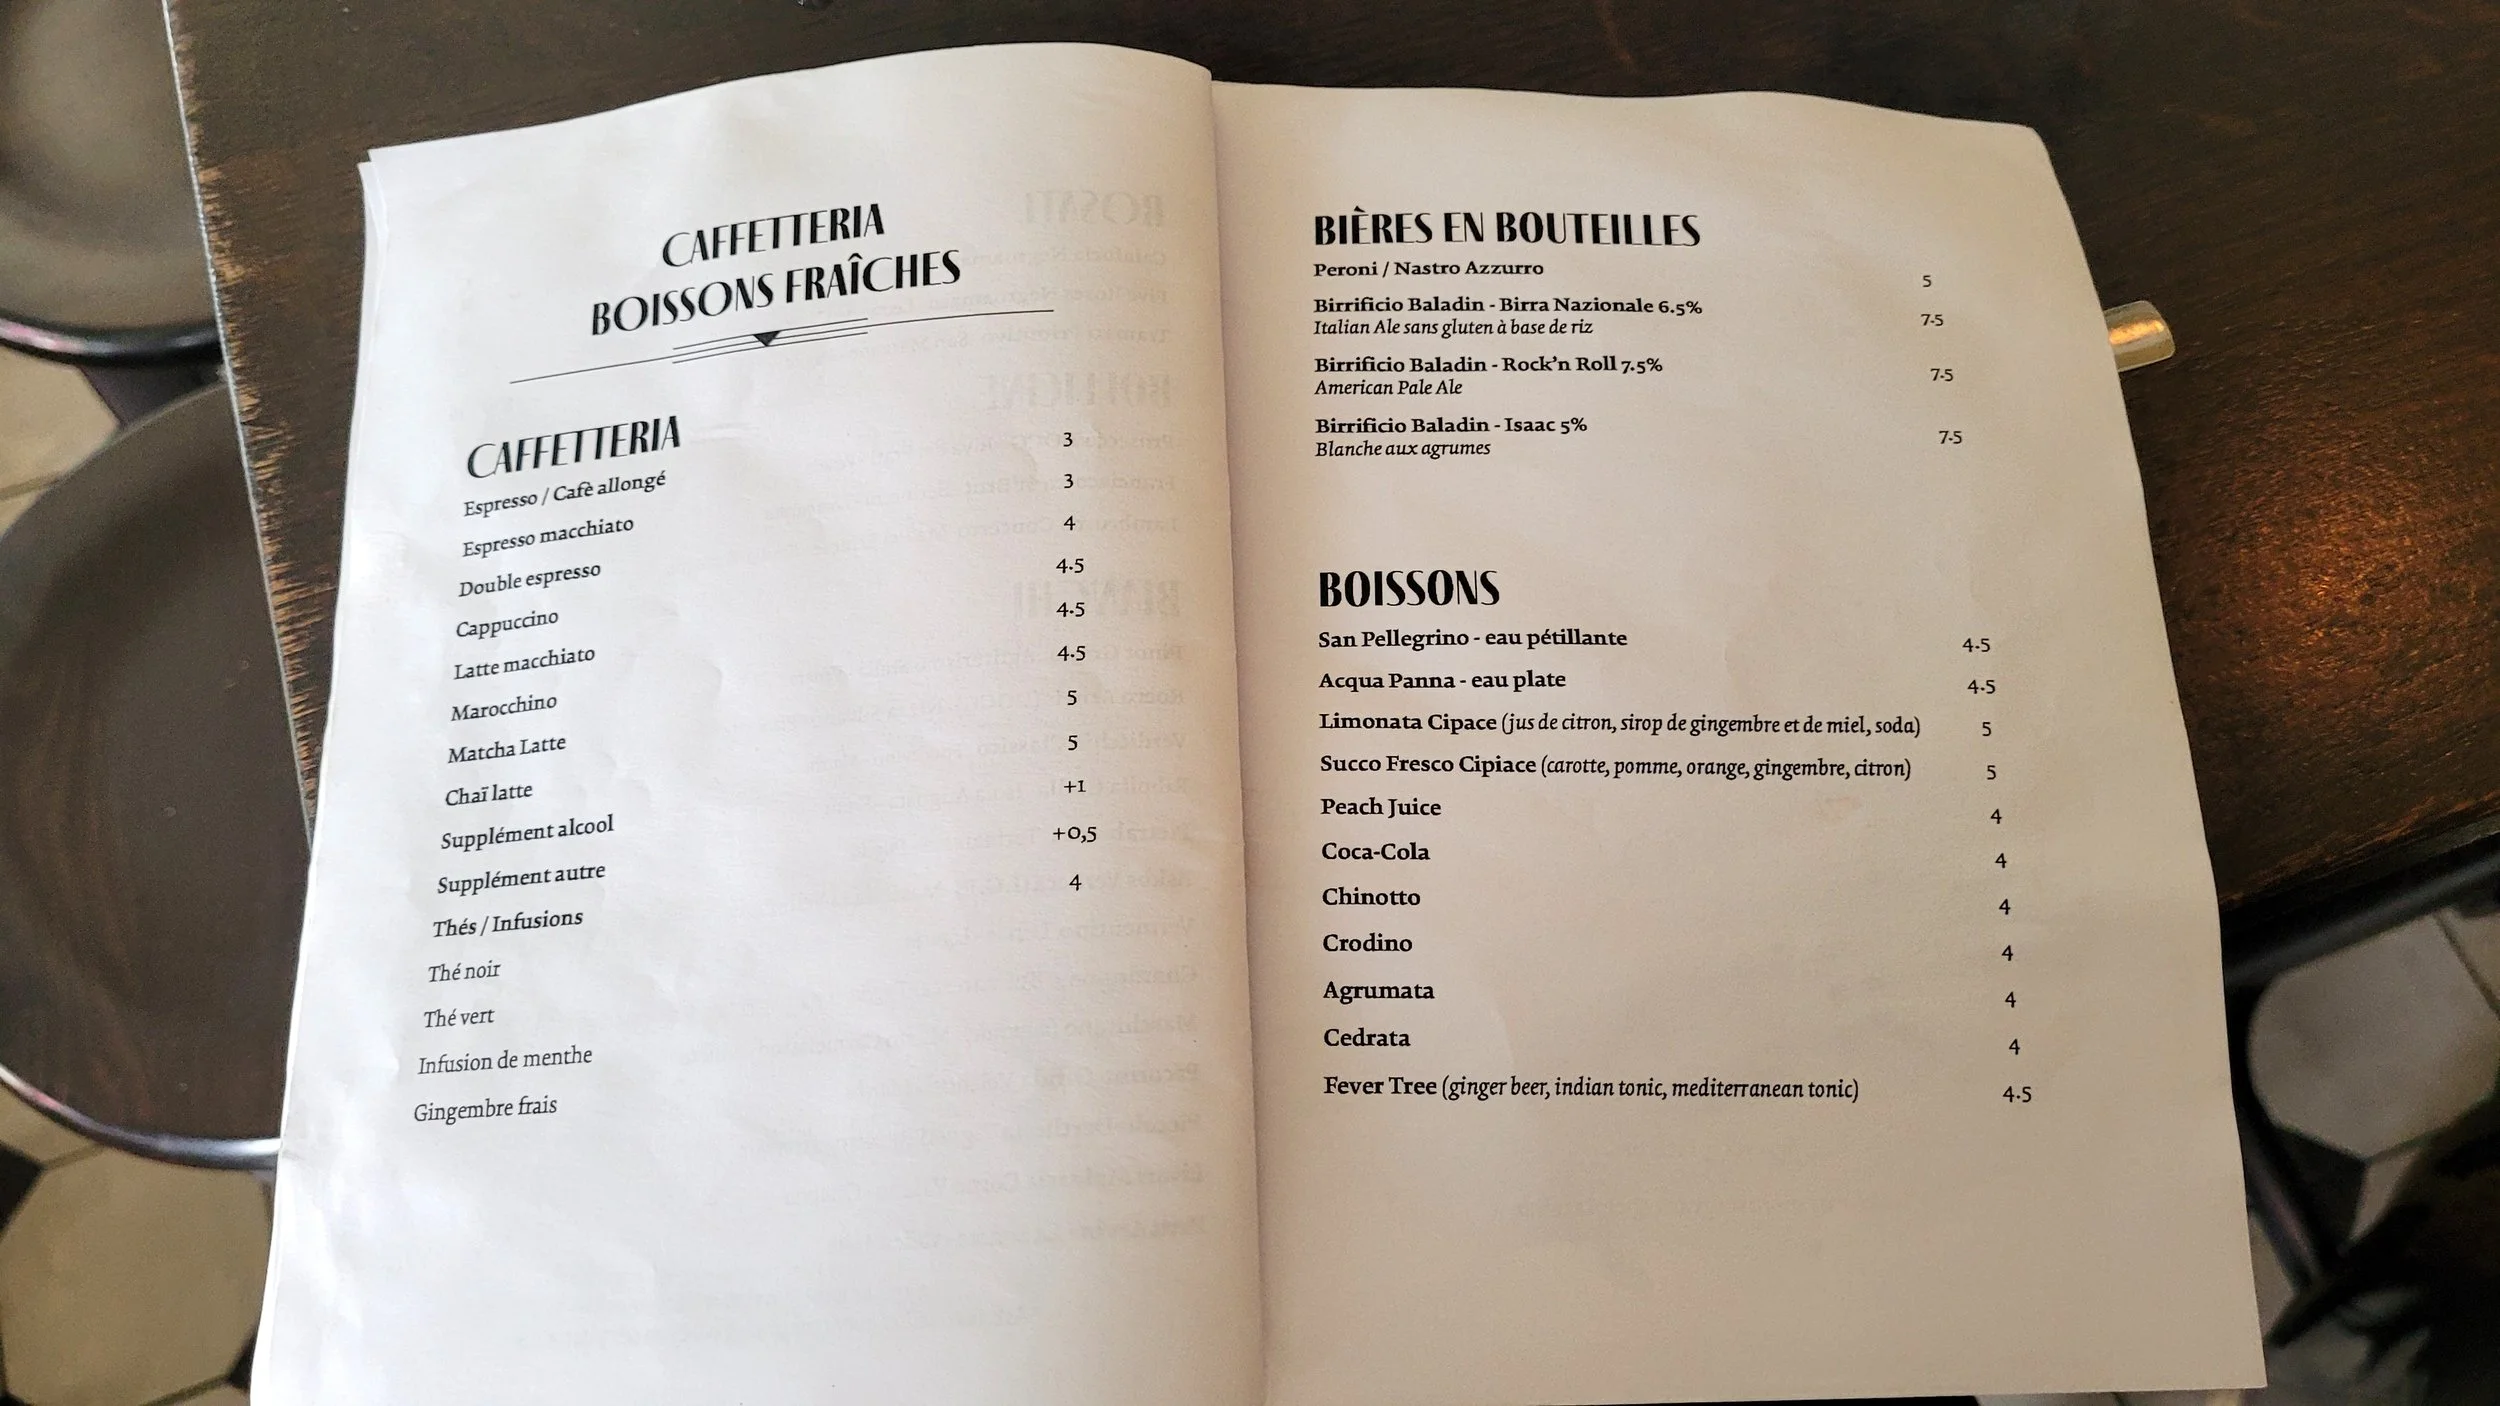 CAFFETTERIA
BOISSONS FRAÎCHES
CAFFETTERIA
Espresso / Cafè allongé 3
Espresso macchiato 3
Double espresso 4
Cappuccino 4.5
Latte macchiato 4.5
Marocchino 4.5
Matcha Latte 5
Chaï latte 5
Supplément alcool +1
Supplément autre +0,5
Thés / Infusions 4
Thé noir
Thé vert
Infusion de menthe
Gingembre frais
BIÈRES EN BOUTEILLES
Peroni / Nastro Azzurro 5
Birrificio Baladin - Birra Nazionale 6.5% 7.5
Italian Ale sans gluten à base de riz
Birrificio Baladin - Rock'n Roll 7.5% 7.5
American Pale Ale
Birrificio Baladin - Isaac 5% 7.5
Blanche aux agrumes
BOISSONS
San Pellegrino - eau pétillante 4.5
Acqua Panna - eau plate 4.5
Limonata Cipace (jus de citron, sirop de gingembre et de miel, soda) 5
Succo Fresco Cipiace (carotte, pomme, orange, gingembre, citron) 5
Peach Juice 4
Coca-Cola 4
Chinotto 4
Crodino 4
Agrumata 4
Cedrata 4
Fever Tree (ginger beer, indian tonic, mediterranean tonic) 4.5